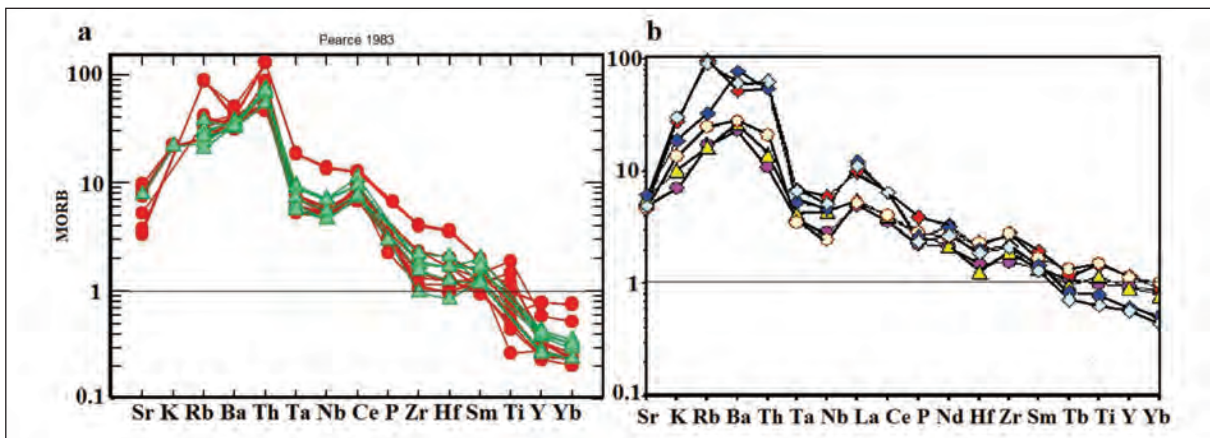 a
Pearce 1983
MORB
100
10
1
0.1
Sr K Rb Ba Th Ta Nb Ce P Zr Hf Sm Ti Y Yb
b
100
10
1
0.1
Sr K Rb Ba Th Ta Nb La Ce P Nd Hf Zr Sm Tb Ti Y Yb